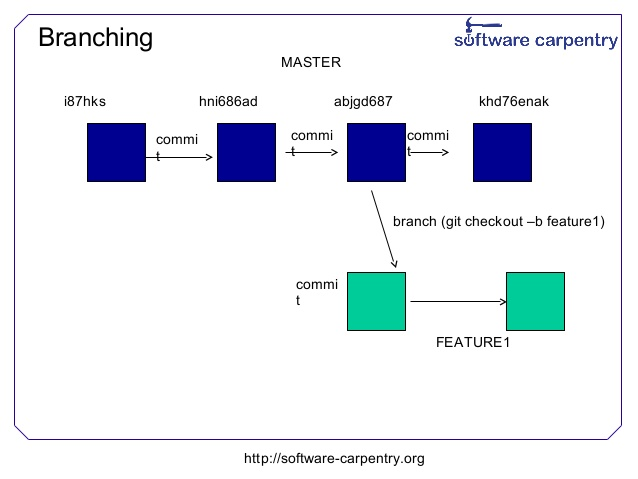 Branching
software carpentry
MASTER
i87hks
hni686ad
abjgd687
khd76enak
commi
t
commi
t
commi
t
branch (git checkout –b feature1)
commi
t
FEATURE1
http://software-carpentry.org